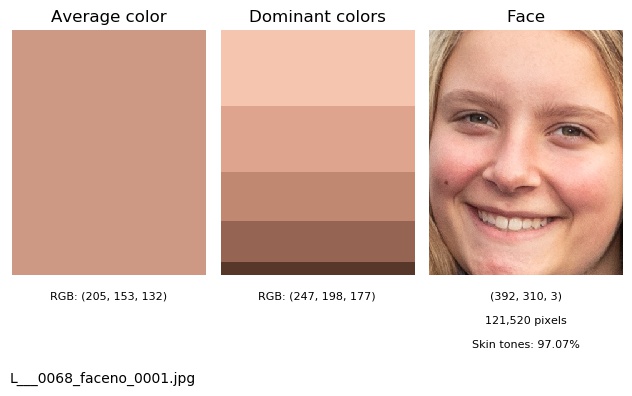 Average color
Dominant colors
Face
RGB: (205, 153, 132)
RGB: (247, 198, 177)
(392, 310, 3)
121,520 pixels
Skin tones: 97.07%
L___0068_faceno_0001.jpg